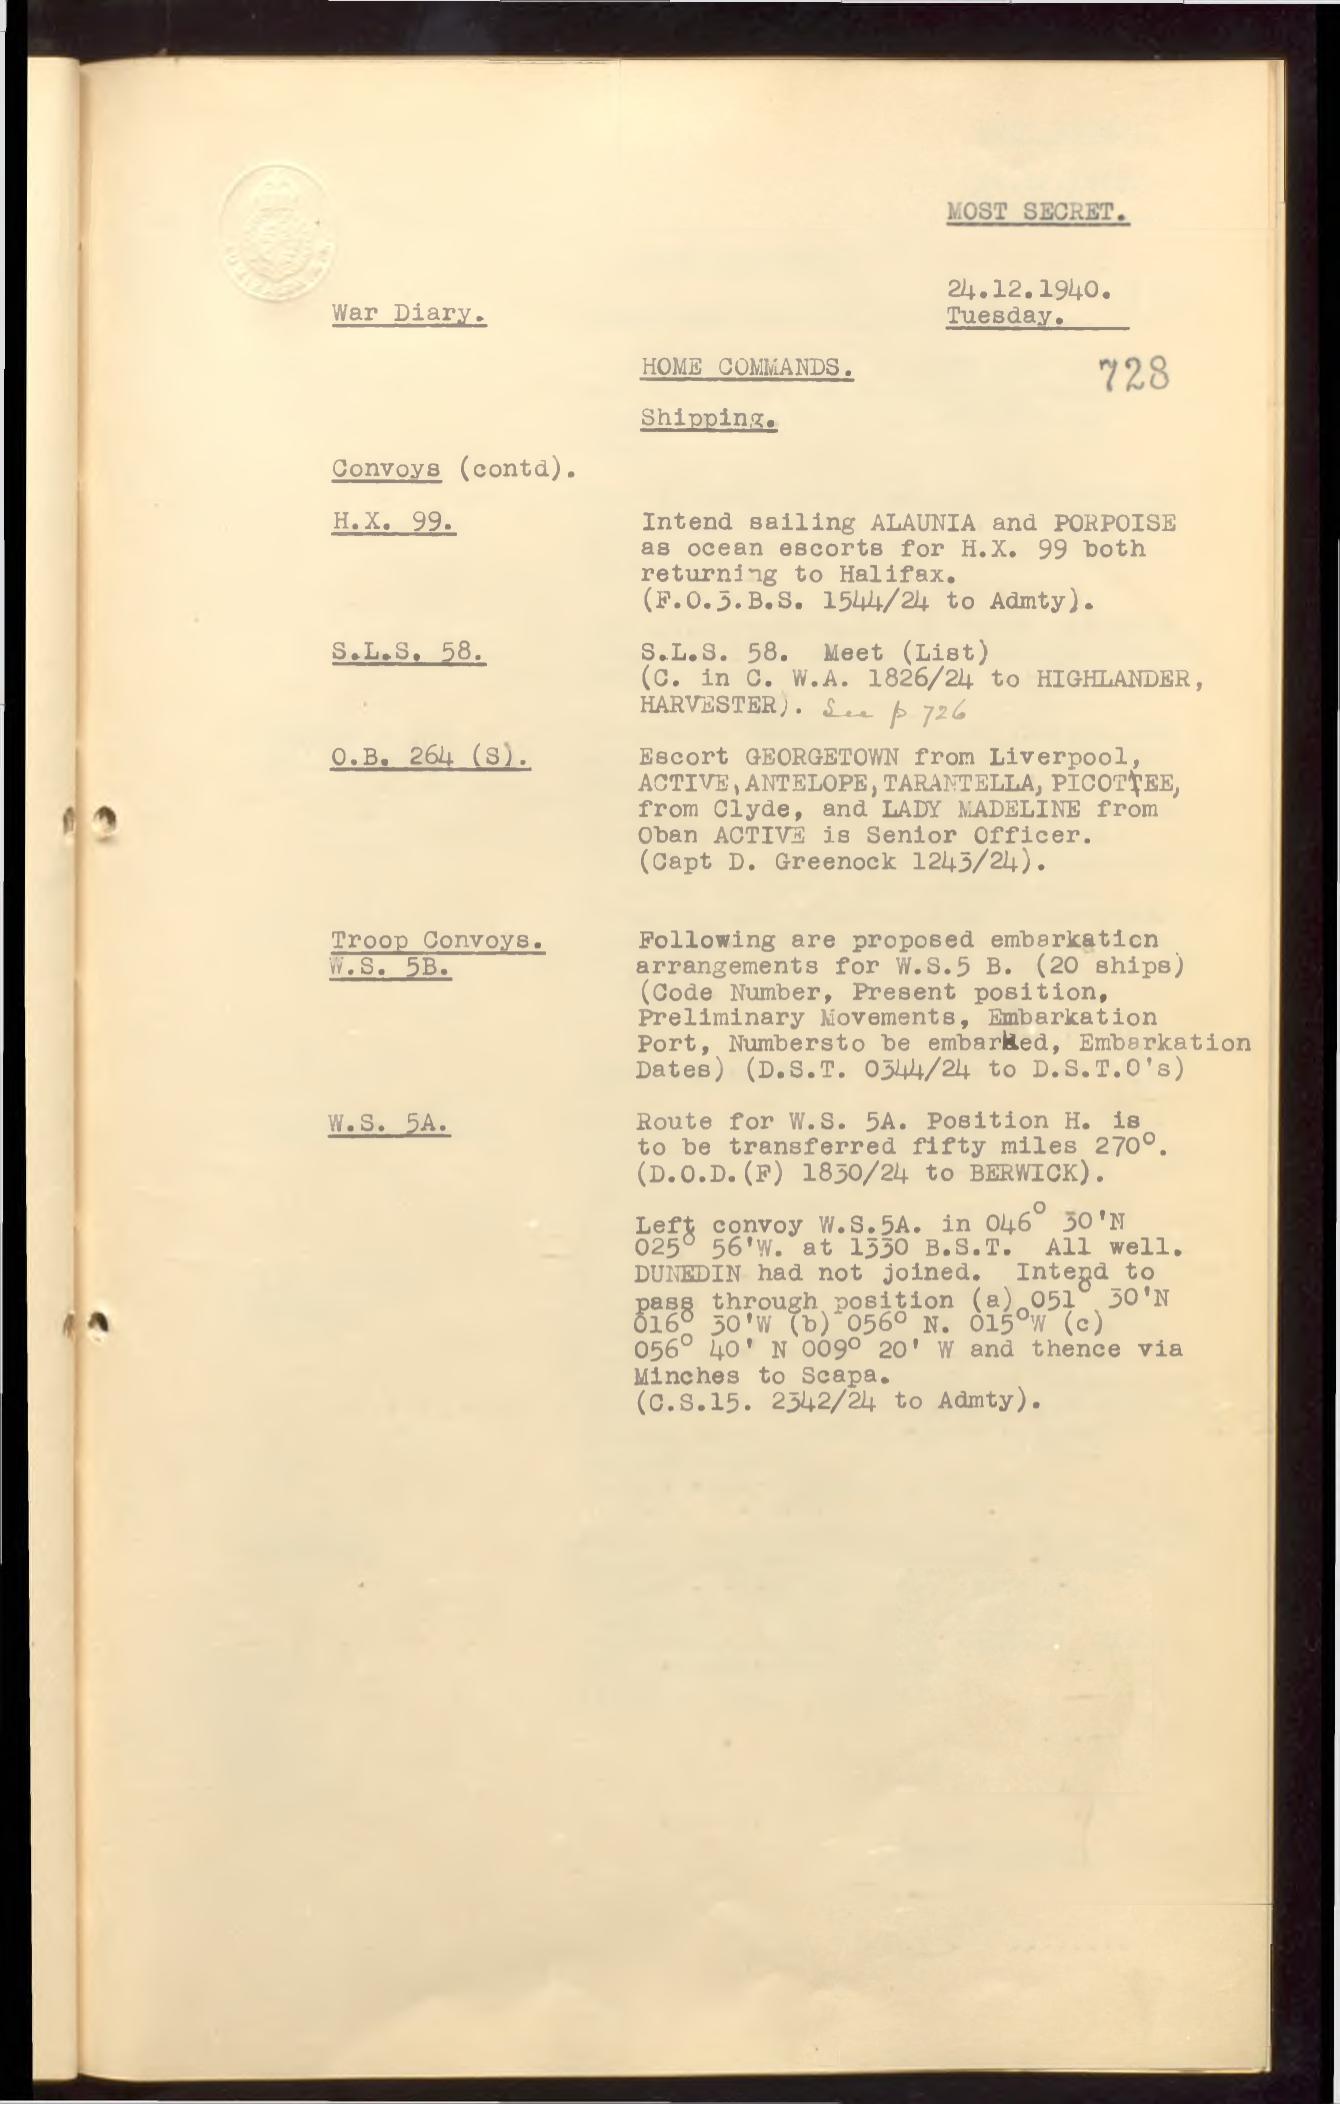 MOST SECRET.
24.12.1940.
War Diary.
Tuesday.
HOME COMMANDS.
728
Shipping.
Convoys (contd).
H.X. 99.
Intend sailing ALAUNIA and PORPOISE
as ocean escorts for H.X. 99 both
returning to Halifax.
(F.O.3.B.S. 1544/24 to Admty).
S.L.S. 58.
S.L.S. 58. Meet (List)
(C. in C. W.A. 1826/24 to HIGHLANDER,
HARVESTER). See p 726
O.B. 264 (S).
Escort GEORGETOWN from Liverpool,
ACTIVE, ANTELOPE, TARANTELLA, PICOTTEE,
from Clyde, and LADY MADELINE from
Oban ACTIVE is Senior Officer.
(Capt D. Greenock 1243/24).
Troop Convoys.
W.S. 5B.
Following are proposed embarkation
arrangements for W.S.5 B. (20 ships)
(Code Number, Present position,
Preliminary Movements, Embarkation
Port, Numbersto be embarked, Embarkation
Dates) (D.S.T. 0344/24 to D.S.T.O's)
W.S. 5A.
Route for W.S. 5A. Position H. is
to be transferred fifty miles 270°.
(D.O.D.(F) 1830/24 to BERWICK).
Left convoy W.S.5A. in 046° 30'N
025° 56'W. at 1330 B.S.T. All well.
DUNEDIN had not joined. Intend to
pass through position (a) 051° 30'N
016° 30'W (b) 056° N. 015°W (c)
056° 40' N 009° 20' W and thence via
Minches to Scapa.
(C.S.15. 2342/24 to Admty).